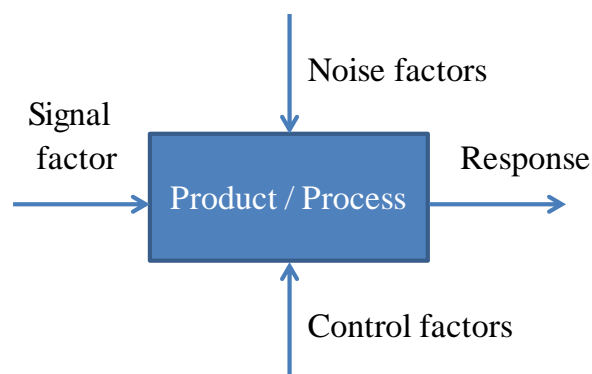 Noise factors
Signal
factor
Product / Process
Response
Control factors